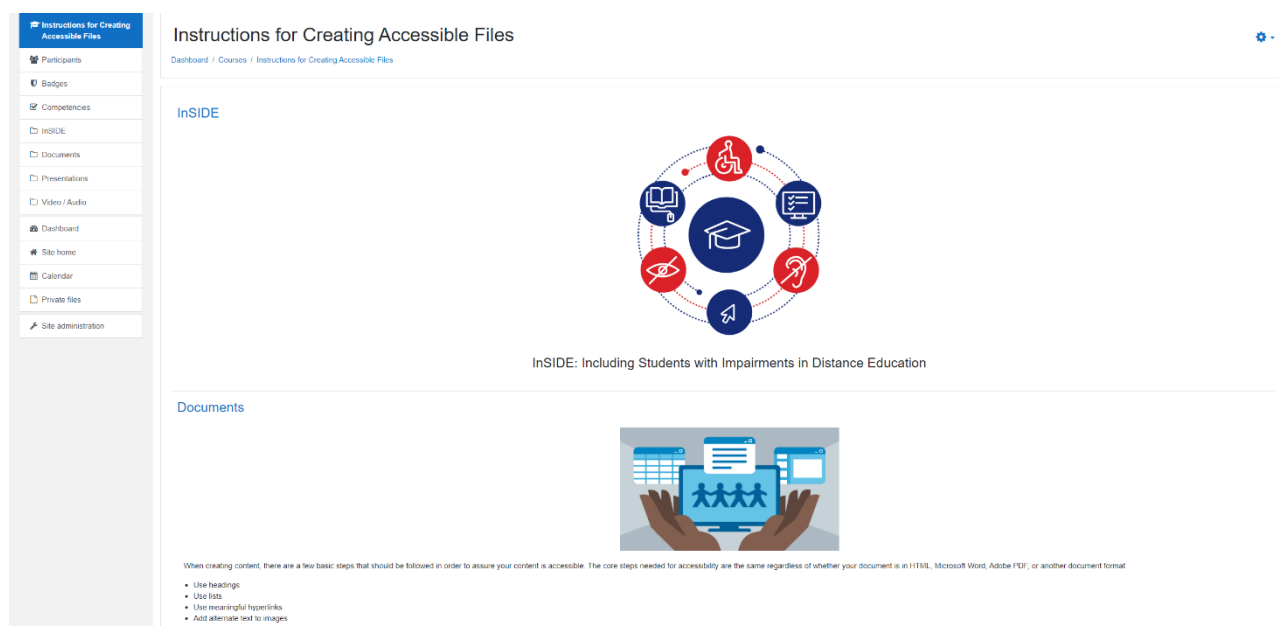 Instructions for Creating
Accessible Files
Participants
Badges
Competencies
InSIDE
Documents
Presentations
Video / Audio
Dashboard
Site home
Calendar
Private files
Site administration
Instructions for Creating Accessible Files
Dashboard / Courses / Instructions for Creating Accessible Files
InSIDE
InSIDE: Including Students with Impairments in Distance Education
Documents
When creating content, there are a few basic steps that should be followed in order to assure your content is accessible. The core steps needed for accessibility are the same regardless of whether your document is in HTML, Microsoft Word, Adobe PDF, or another document format:
• Use headings
• Use lists
• Use meaningful hyperlinks
• Add alternate text to images